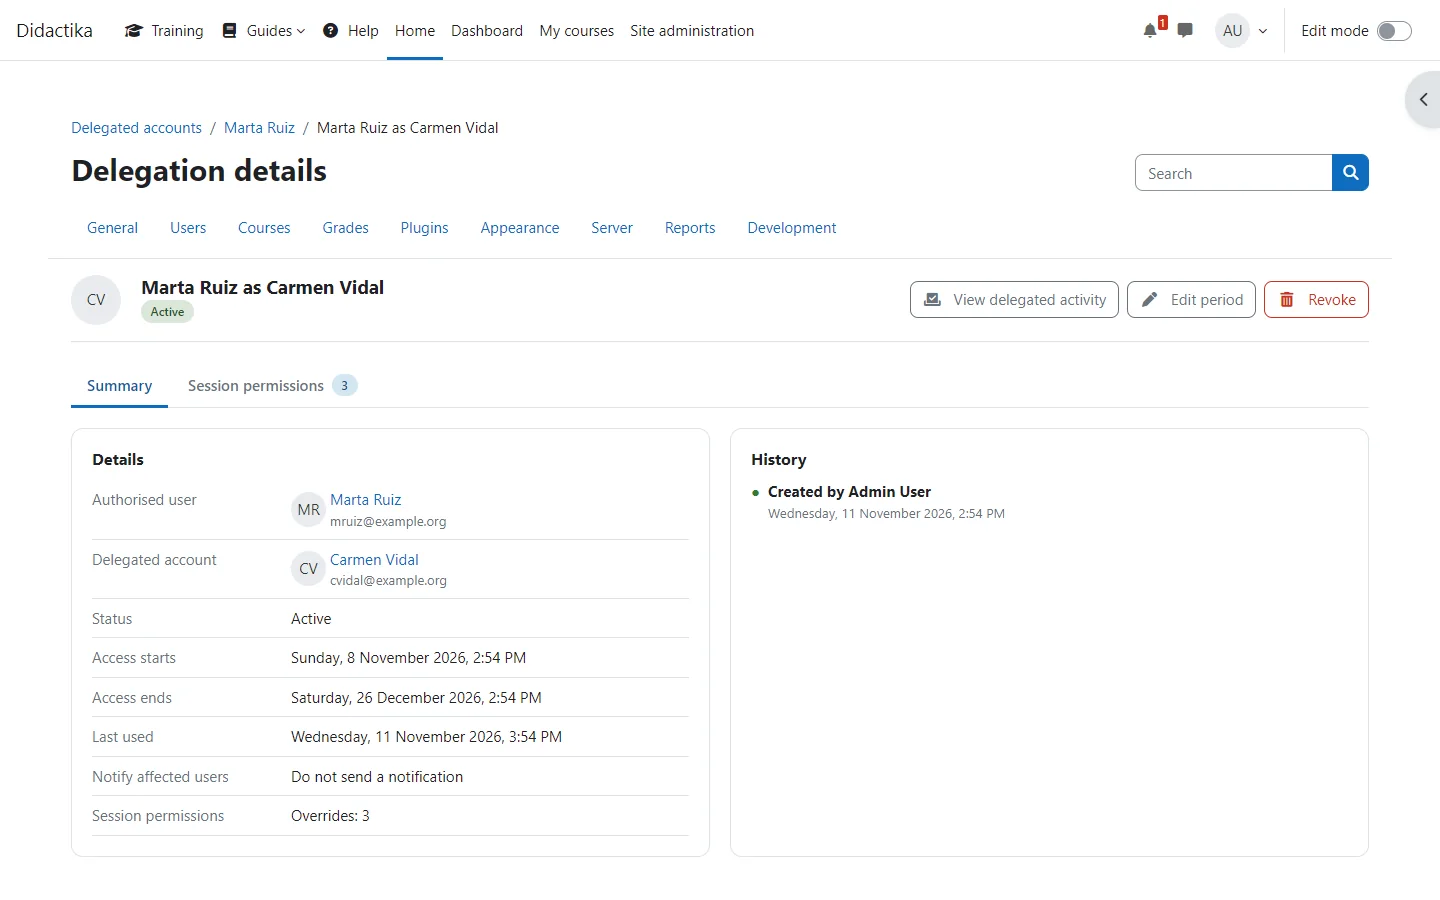 Didactika
Training
Guides
Help
Home
Dashboard
My courses
Site administration
1
AU
Edit mode
Delegated accounts / Marta Ruiz / Marta Ruiz as Carmen Vidal
Delegation details
Search
General
Users
Courses
Grades
Plugins
Appearance
Server
Reports
Development
CV
Marta Ruiz as Carmen Vidal
Active
View delegated activity
Edit period
Revoke
Summary
Session permissions 3
Details
Authorised user
MR
Marta Ruiz
mruiz@example.org
Delegated account
CV
Carmen Vidal
cvidal@example.org
Status
Active
Access starts
Sunday, 8 November 2026, 2:54 PM
Access ends
Saturday, 26 December 2026, 2:54 PM
Last used
Wednesday, 11 November 2026, 3:54 PM
Notify affected users
Do not send a notification
Session permissions
Overrides: 3
History
Created by Admin User
Wednesday, 11 November 2026, 2:54 PM